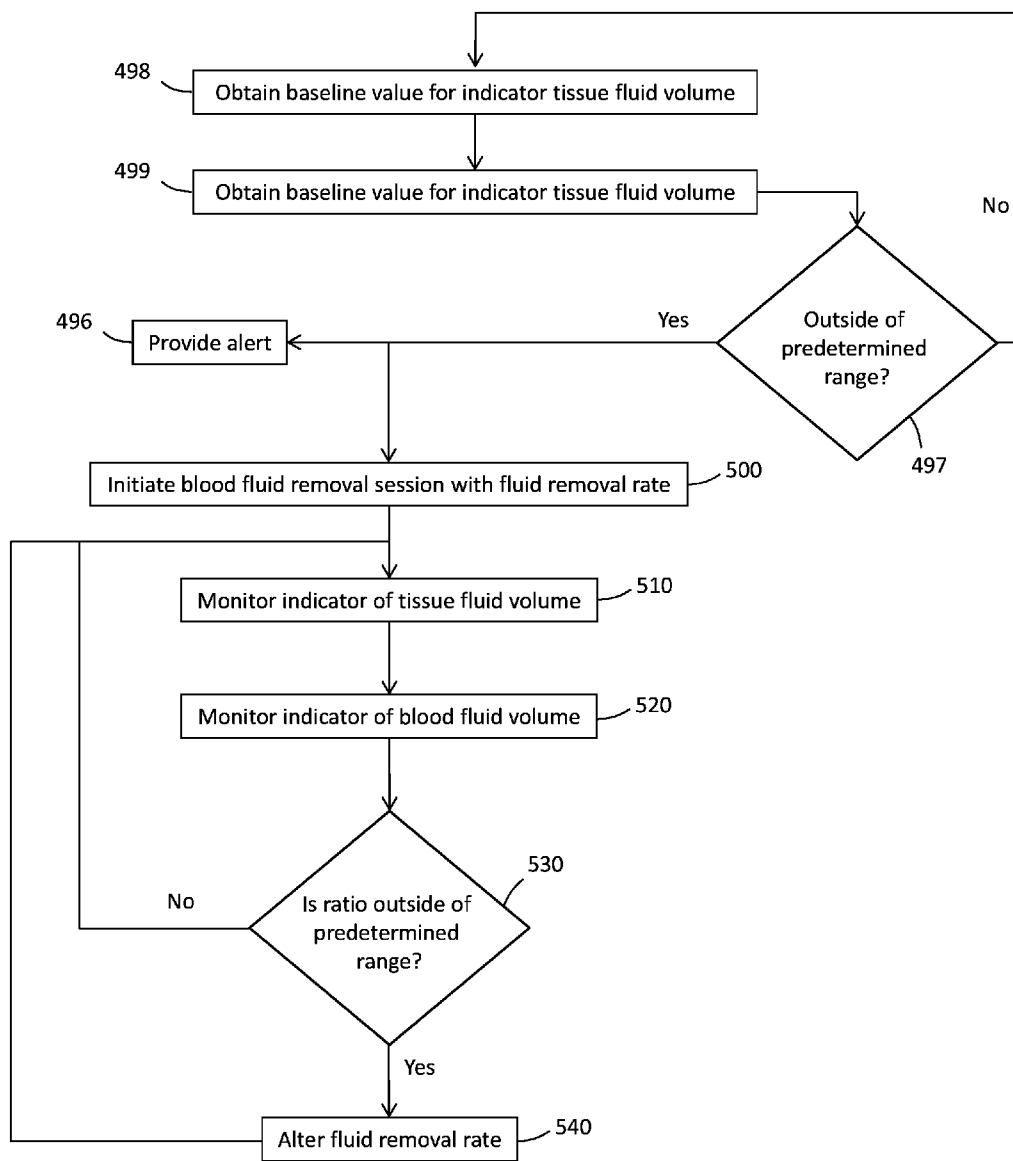 498
Obtain baseline value for indicator tissue fluid volume
499
Obtain baseline value for indicator tissue fluid volume
No
496
Provide alert
Yes
Outside of
predetermined
range?
497
Initiate blood fluid removal session with fluid removal rate
500
Monitor indicator of tissue fluid volume
510
Monitor indicator of blood fluid volume
520
530
No
Is ratio outside of
predetermined
range?
Yes
Alter fluid removal rate
540